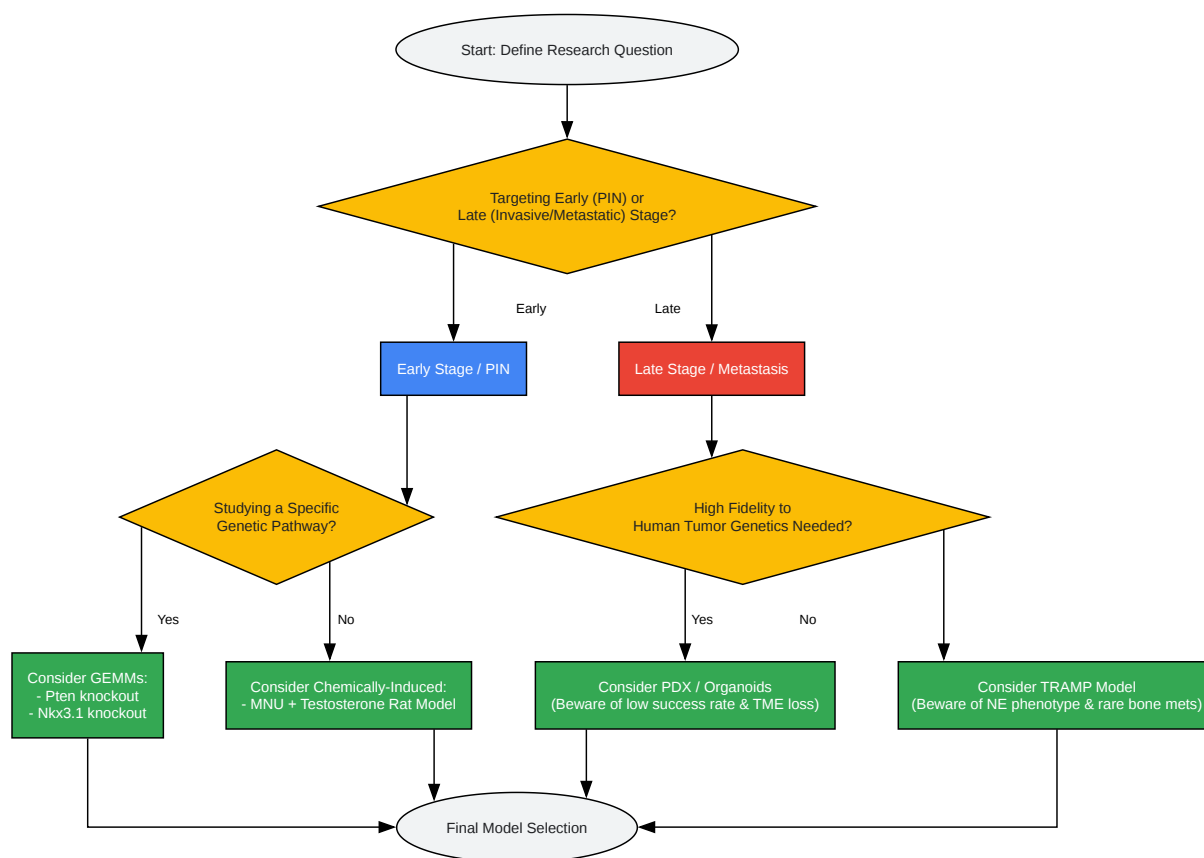 Start: Define Research Question
Targeting Early (PIN) or
Late (Invasive/Metastatic) Stage?
Early
Late
Early Stage / PIN
Late Stage / Metastasis
Studying a Specific
Genetic Pathway?
High Fidelity to
Human Tumor Genetics Needed?
Yes
No
Yes
No
Consider GEMMs:
- Pten knockout
- Nkx3.1 knockout
Consider Chemically-Induced:
- MNU + Testosterone Rat Model
Consider PDX / Organoids
(Beware of low success rate & TME loss)
Consider TRAMP Model
(Beware of NE phenotype & rare bone mets)
Final Model Selection